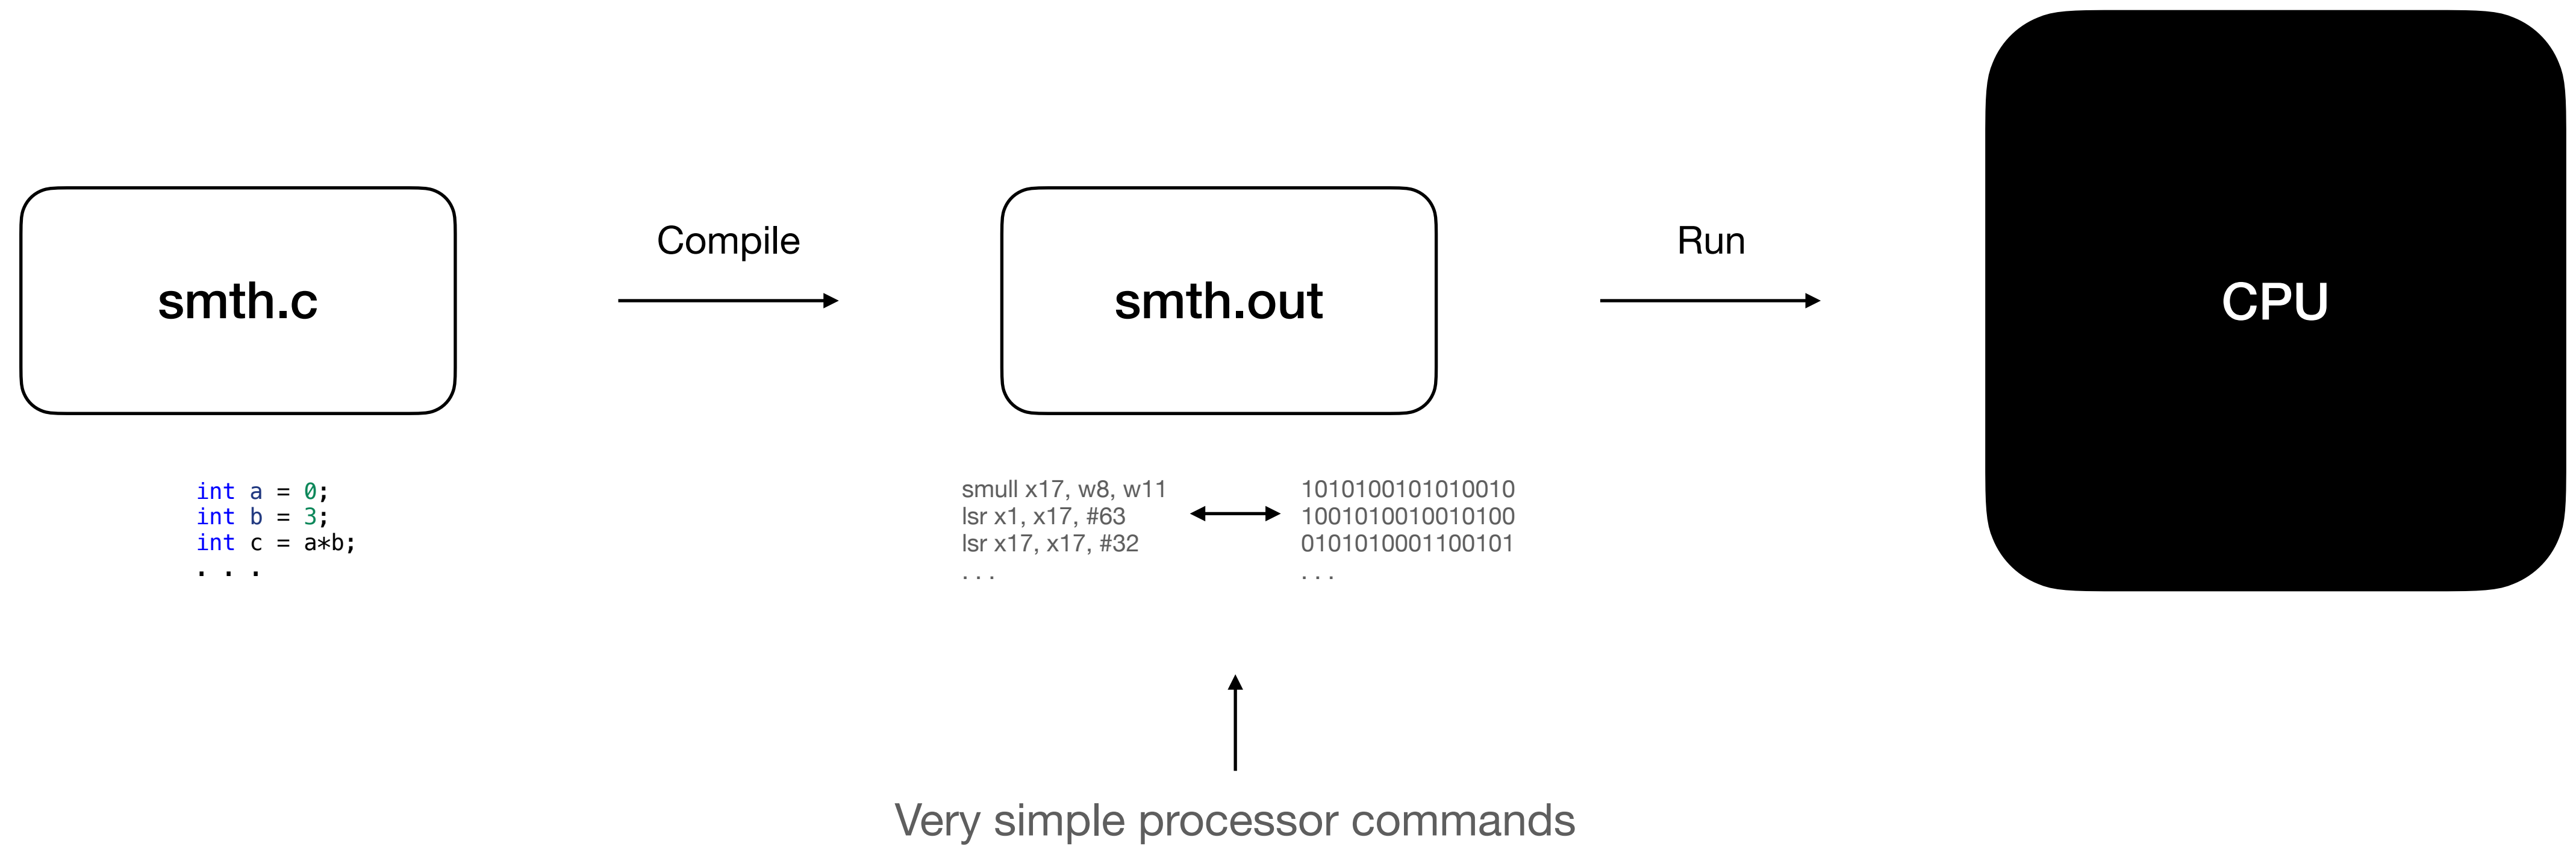 smth.c
Compile
smth.out
Run
CPU
int a = 0;
int b = 3;
int c = a*b;
. . .
smull x17, w8, w11
lsr x1, x17, #63
lsr x17, x17, #32
. . .
1010100101010010
1001010010010100
0101010001100101
. . .
Very simple processor commands